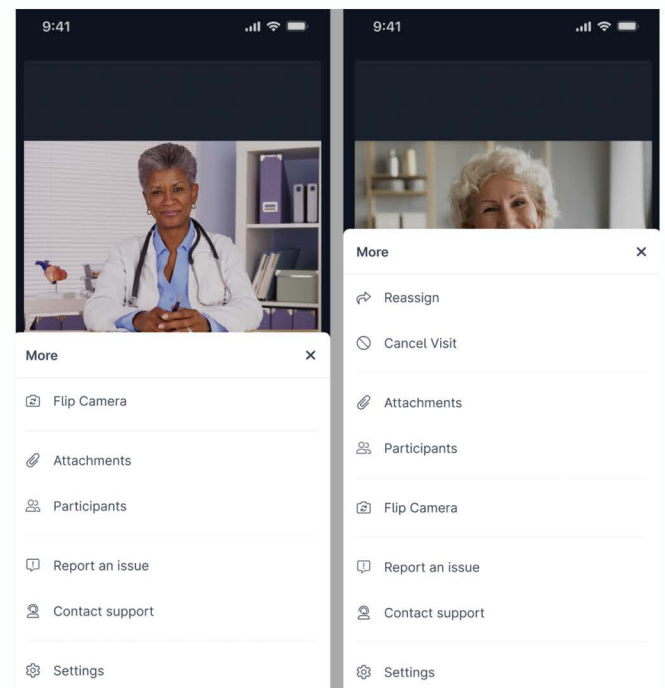 9:41
More
Flip Camera
Attachments
Participants
Report an issue
Contact support
Settings
9:41
More
Reassign
Cancel Visit
Attachments
Participants
Flip Camera
Report an issue
Contact support
Settings